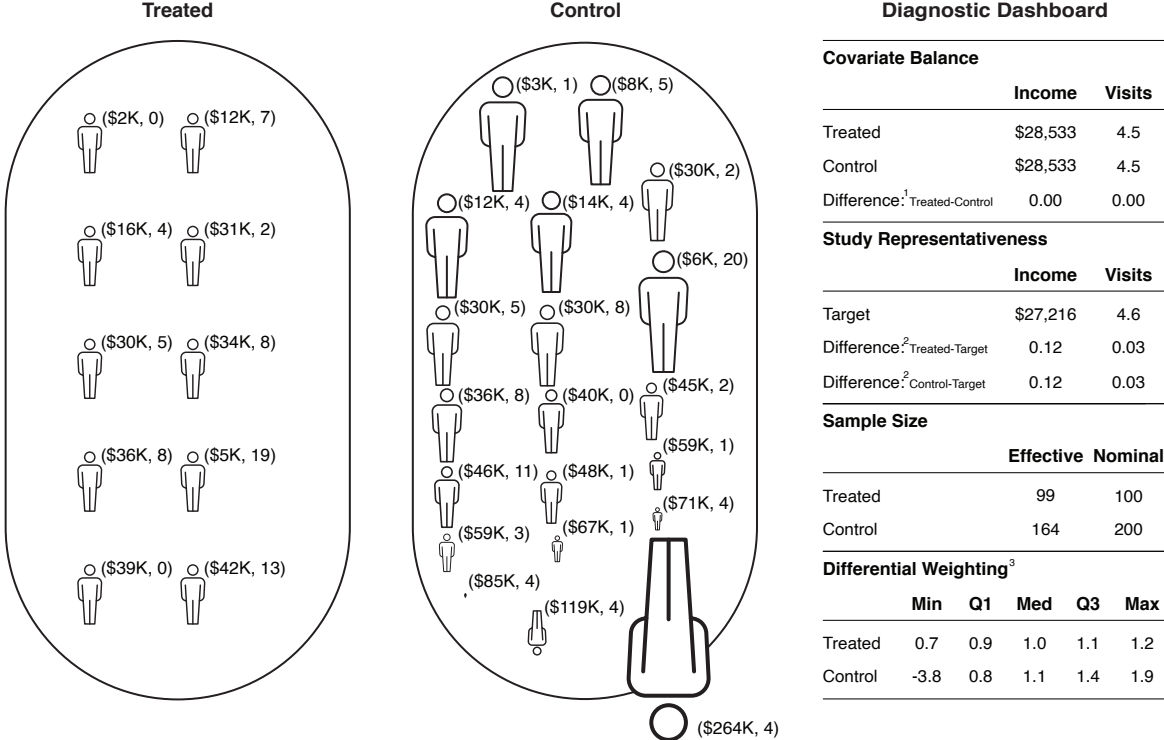 Treated
($2K, 0) ($12K, 7)
($16K, 4) ($31K, 2)
($30K, 5) ($34K, 8)
($36K, 8) ($5K, 19)
($39K, 0) ($42K, 13)
Control
($3K, 1) ($8K, 5)
($30K, 2)
($12K, 4) ($14K, 4)
($6K, 20)
($30K, 5) ($30K, 8)
($45K, 2)
($36K, 8) ($40K, 0)
($59K, 1)
($46K, 11) ($48K, 1)
($71K, 4)
($59K, 3) ($67K, 1)
($85K, 4)
($119K, 4)
($264K, 4)
Diagnostic Dashboard
Covariate Balance
Income Visits
Treated $28,533 4.5
Control $28,533 4.5
Difference:1 Treated-Control 0.00 0.00
Study Representativeness
Income Visits
Target $27,216 4.6
Difference:2 Treated-Target 0.12 0.03
Difference:2 Control-Target 0.12 0.03
Sample Size
Effective Nominal
Treated 99 100
Control 164 200
Differential Weighting3
Min Q1 Med Q3 Max
Treated 0.7 0.9 1.0 1.1 1.2
Control -3.8 0.8 1.1 1.4 1.9